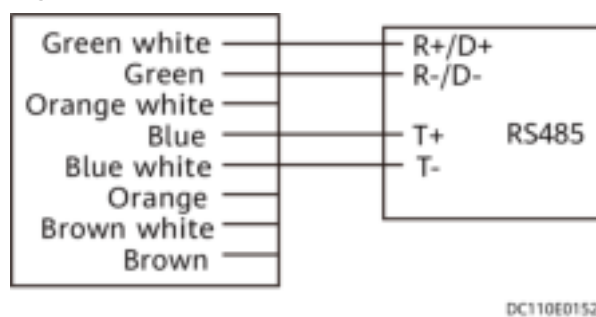 Green white
Green
Orange white
Blue
Blue white
Orange
Brown white
Brown
R+/D+
R-/D-
T+
T-
RS485
DC110E0152